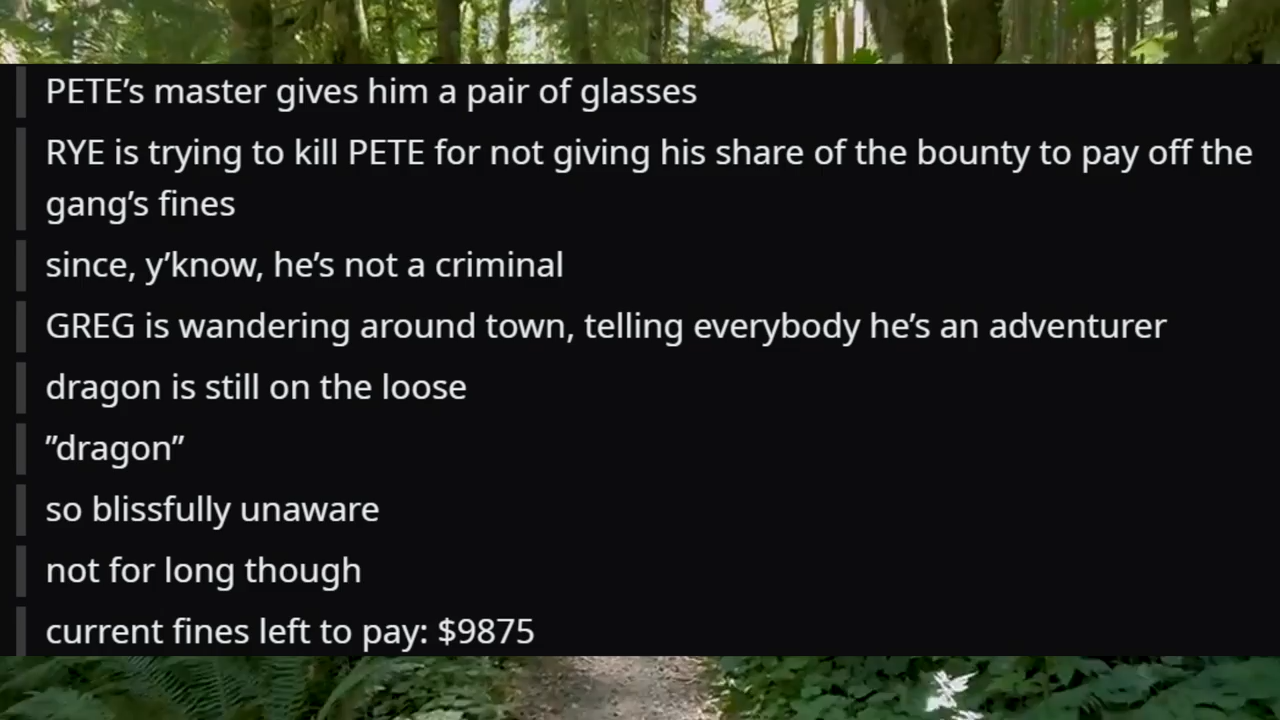 PETE’s master gives him a pair of glasses
RYE is trying to kill PETE for not giving his share of the bounty to pay off the
gang’s fines
since, y’know, he’s not a criminal
GREG is wandering around town, telling everybody he’s an adventurer
dragon is still on the loose
”dragon”
so blissfully unaware
not for long though
current fines left to pay: $9875